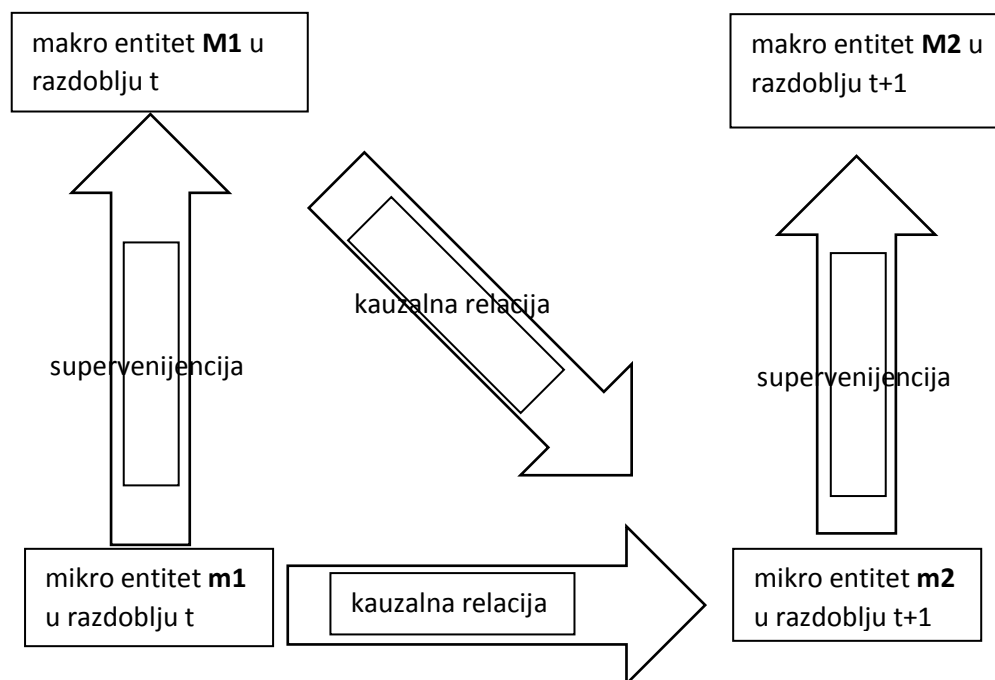 makro entitet M1 u
razdoblju t
makro entitet M2 u
razdoblju t+1
kauzalna relacija
supervenijencija
supervenijencija
mikro entitet m1
u razdoblju t
kauzalna relacija
mikro entitet m2
u razdoblju t+1